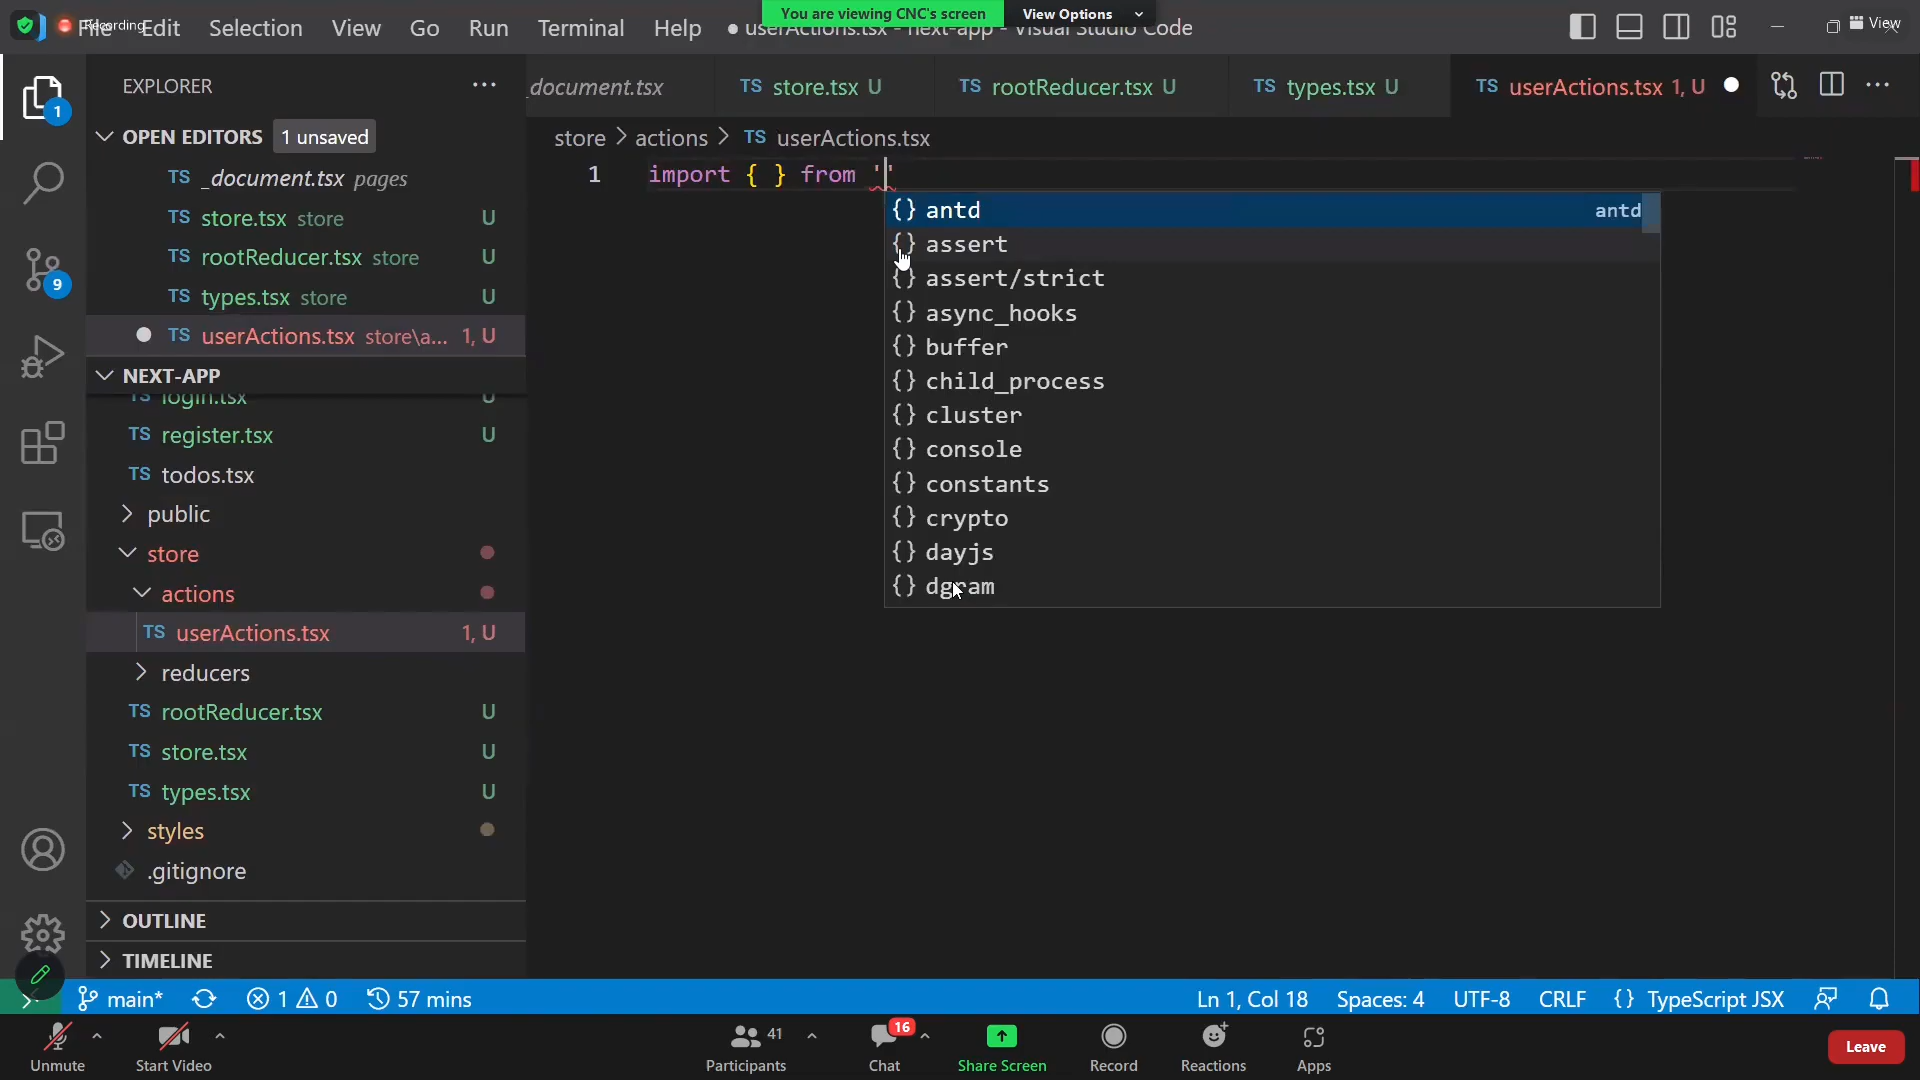 You are viewing CNC's screen View Options
Recording
File Edit Selection View Go Run Terminal Help ● userActions.tsx - next-app - Visual Studio Code View
EXPLORER
_document.tsx TS store.tsx U TS rootReducer.tsx U TS types.tsx U TS userActions.tsx 1, U
OPEN EDITORS 1 unsaved
store > actions > TS userActions.tsx
1 import { } from ''
TS _document.tsx pages
TS store.tsx store U
TS rootReducer.tsx store U
TS types.tsx store U
TS userActions.tsx store\a... 1, U
NEXT-APP
TS login.tsx U
TS register.tsx U
TS todos.tsx
public
store
actions
TS userActions.tsx 1, U
reducers
TS rootReducer.tsx U
TS store.tsx U
TS types.tsx U
styles
.gitignore
OUTLINE
TIMELINE
{} antd antd
{} assert
{} assert/strict
{} async_hooks
{} buffer
{} child_process
{} cluster
{} console
{} constants
{} crypto
{} dayjs
{} dgram
1
9
main* 1 0 57 mins Ln 1, Col 18 Spaces: 4 UTF-8 CRLF {} TypeScript JSX
Unmute Start Video Participants 41 Chat 16 Share Screen Record Reactions Apps Leave